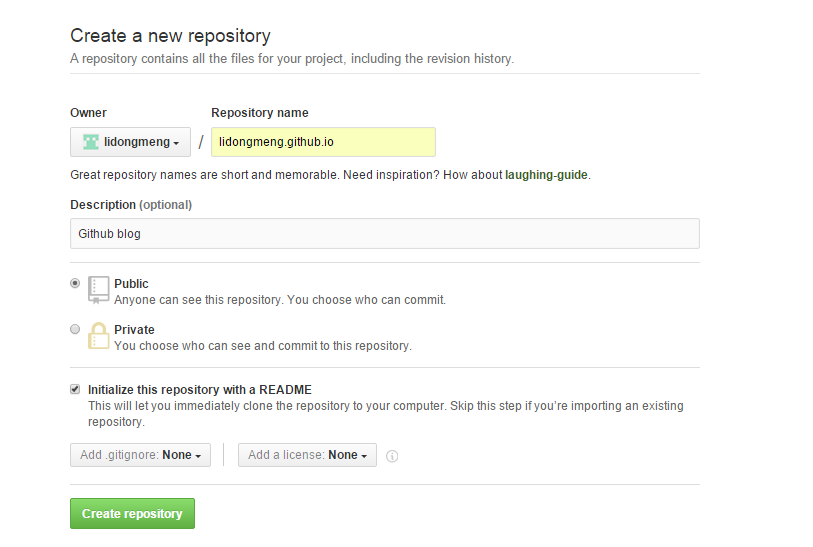 Create a new repository
A repository contains all the files for your project, including the revision history.
Owner Repository name
lidongmeng / lidongmeng.github.io
Great repository names are short and memorable. Need inspiration? How about laughing-guide.
Description (optional)
Github blog
Public
Anyone can see this repository. You choose who can commit.
Private
You choose who can see and commit to this repository.
Initialize this repository with a README
This will let you immediately clone the repository to your computer. Skip this step if you’re importing an existing
repository.
Add .gitignore: None Add a license: None
Create repository